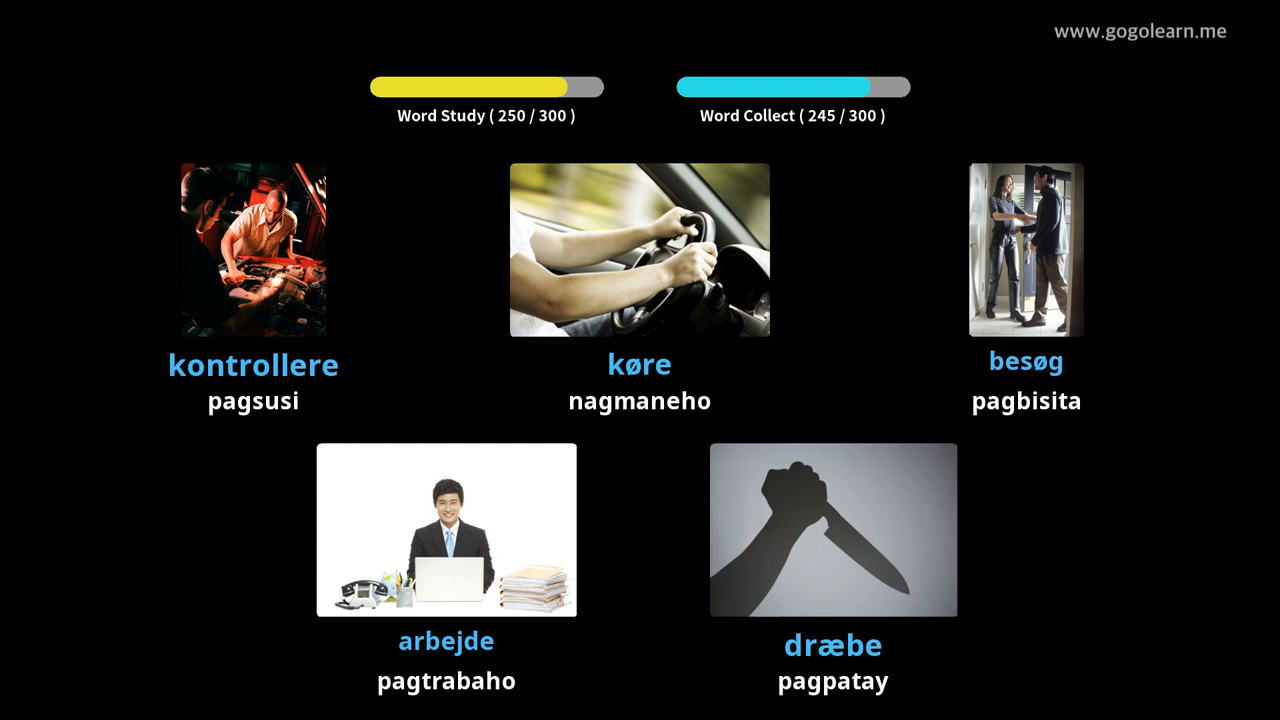 www.gogolearn.me
Word Study ( 250 / 300 )
Word Collect ( 245 / 300 )
kontrollere
pagsusi
køre
nagmaneho
besøg
pagbisita
arbejde
pagtrabaho
dræbe
pagpatay